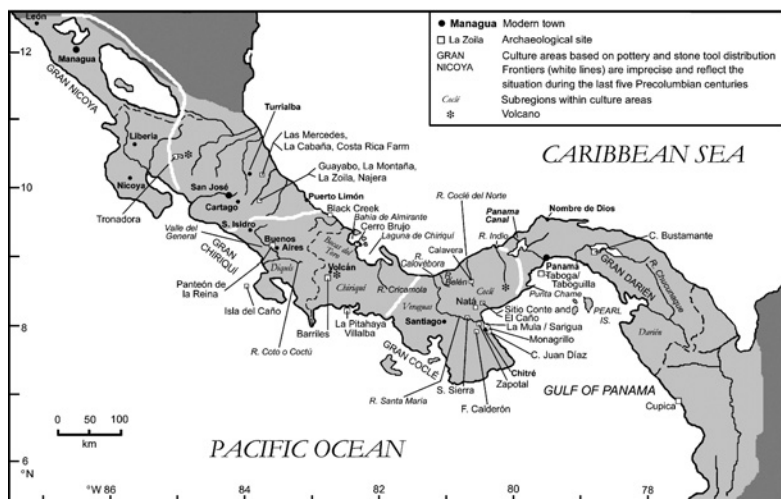 León
12
Managua
GRAN NICOYA
Liberia
Nicoya
Tronadora
10
San José
Cartago
Turrialba
Las Mercedes,
La Cabaña, Costa Rica Farm
Guayabo, La Montaña,
La Zoila, Najera
Puerto Limón
Black Creek
Bahia de Almirante
Cerro Brujo
Laguna de Chiriquí
S. Isidro
Valle del
General
Buenos
Aires
GRAN
CHIRIQUÍ
Bocas del
Toro
Diquís
Volcán
Chiriquí
Panteón de
la Reina
Isla del Caño
Barriles
La Pitahaya
Villalba
R. Coto o Coctú
R. Cricamola
R.
Calovébora
Calavera
R.
Belén
R. Coclé del Norte
R. Indio
Panama
Canal
Nombre de Dios
C. Bustamante
Panamá
Taboga/
Taboguilla
GRAN DARIÉN
R. Chucunaque
Punta Chame
PEARL
IS.
Darién
Coclé
Natá
Veraguas
Santiago
Sitio Conte and
El Caño
La Mula / Sarigua
Monagrillo
C. Juan Díaz
Chitré
Zapotal
F. Calderón
S. Sierra
R. Santa María
GRAN COCLÉ
GULF OF PANAMA
Cupica
CARIBBEAN SEA
PACIFIC OCEAN
8
6
°N
0 50 100
km
°W 86
84
82
80
78
Managua Modern town
La Zoila Archaeological site
GRAN Culture areas based on pottery and stone tool distribution
NICOYA Frontiers (white lines) are imprecise and reflect the
situation during the last five Precolumbian centuries
Coclé Subregions within culture areas
Volcano